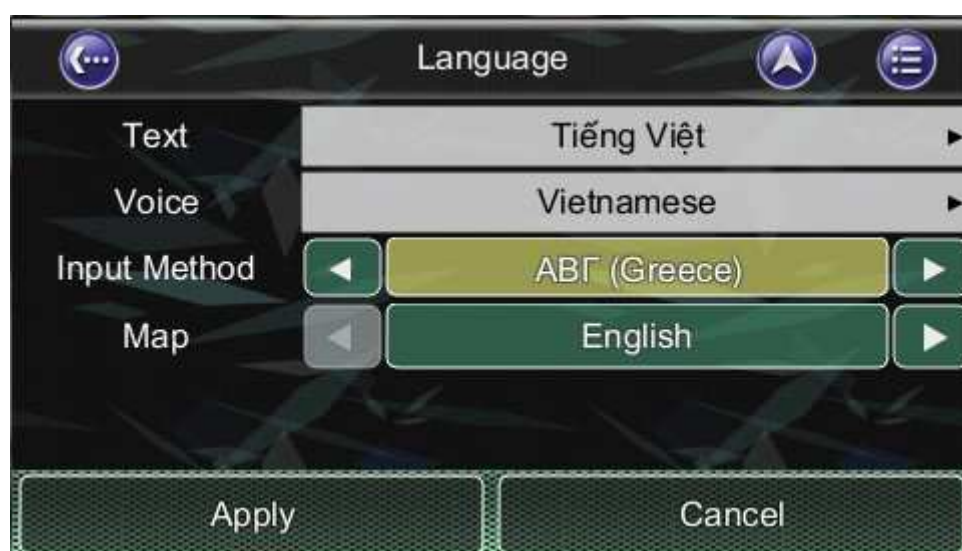 Language
Text Tiếng Việt
Voice Vietnamese
Input Method ΑΒΓ (Greece)
Map English
Apply Cancel